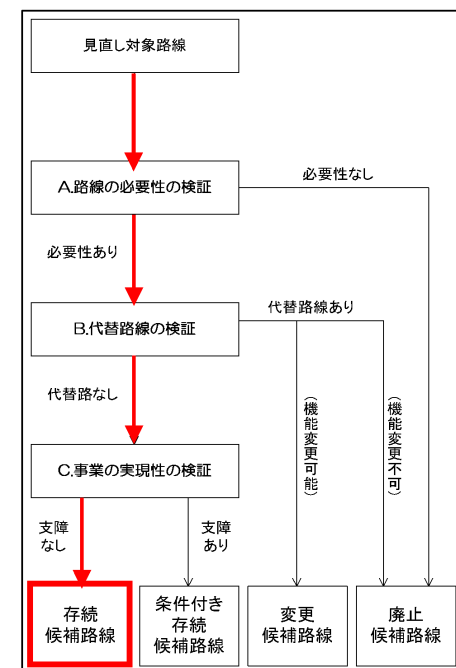 見直し対象路線
必要性なし
A.路線の必要性の検証
必要性あり
代替路線あり
B.代替路線の検証
代替路なし
(機能変更可能)
(機能変更不可)
C.事業の実現性の検証
支障
なし
支障
あり
存続
候補路線
条件付き
存続
候補路線
変更
候補路線
廃止
候補路線